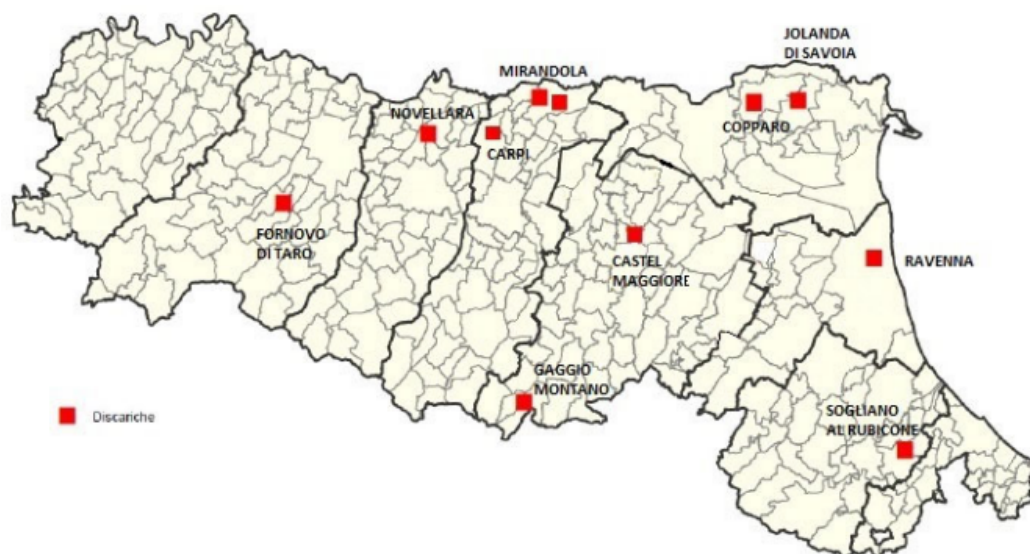 JOLANDA
DI SAVOIA
MIRANDOLA
NOVELLARA
COPPARO
CARPI
FORNOVO
DI TARO
CASTEL
MAGGIORE
RAVENNA
GAGGIO
MONTANO
SOGLIANO
AL RUBICONE
Discariche